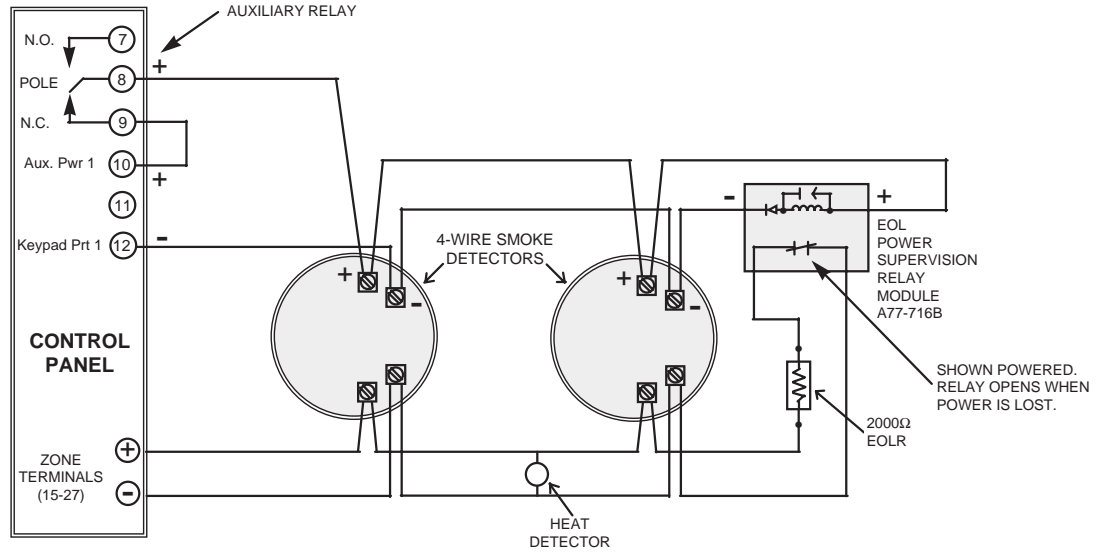 AUXILIARY RELAY
N.O.
7
+
POLE
8
N.C.
9
Aux. Pwr 1
10
+
11
Keypad Prt 1
12
-
CONTROL
PANEL
+
ZONE
TERMINALS
(15-27)
-
4-WIRE SMOKE
DETECTORS
+
-
+
-
HEAT
DETECTOR
-
+
EOL
POWER
SUPERVISION
RELAY
MODULE
A77-716B
SHOWN POWERED.
RELAY OPENS WHEN
POWER IS LOST.
2000Ω
EOLR